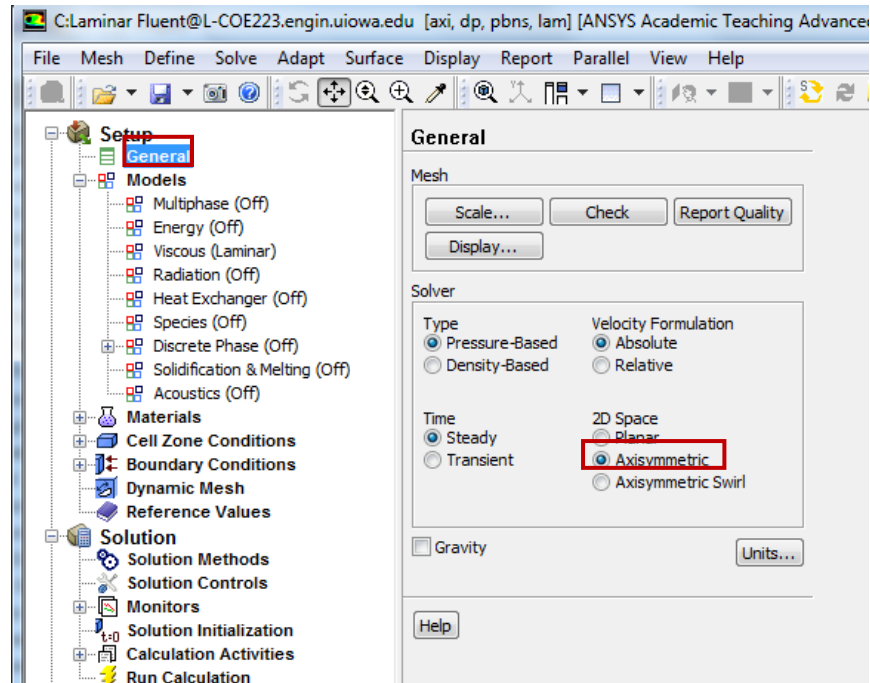 C:Laminar Fluent@L-COE223.engin.uiowa.edu [axi, dp, pbns, lam] [ANSYS Academic Teaching Advanced
File Mesh Define Solve Adapt Surface Display Report Parallel View Help
Setup
General
Models
Multiphase (Off)
Energy (Off)
Viscous (Laminar)
Radiation (Off)
Heat Exchanger (Off)
Species (Off)
Discrete Phase (Off)
Solidification & Melting (Off)
Acoustics (Off)
Materials
Cell Zone Conditions
Boundary Conditions
Dynamic Mesh
Reference Values
Solution
Solution Methods
Solution Controls
Monitors
t=0 Solution Initialization
Calculation Activities
Run Calculation
General
Mesh
Scale... Check Report Quality
Display...
Solver
Type Velocity Formulation
Pressure-Based Absolute
Density-Based Relative
Time 2D Space
Steady Planar
Transient Axisymmetric
Axisymmetric Swirl
Gravity Units...
Help